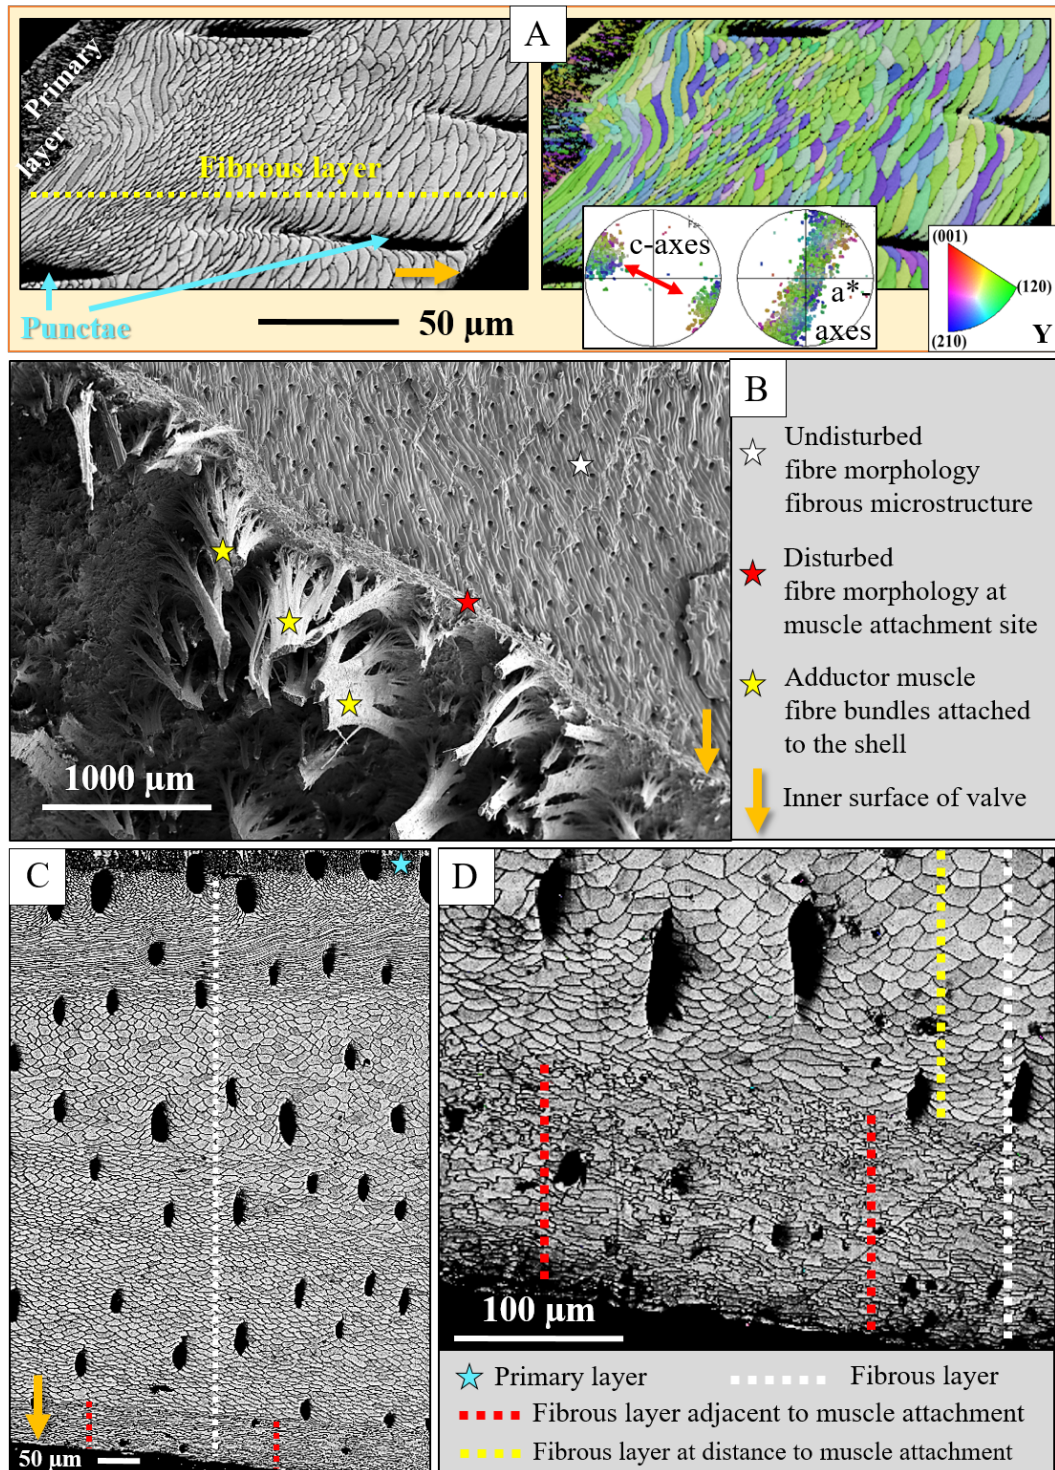 A
Primary
layer
Fibrous layer
Punctae
50 µm
c-axes
a*-
axes
(001)
(120)
(210)
Y
B
Undisturbed
fibre morphology
fibrous microstructure
Disturbed
fibre morphology at
muscle attachment site
Adductor muscle
fibre bundles attached
to the shell
Inner surface of valve
1000 µm
C
50 µm
D
100 µm
Primary layer
Fibrous layer
Fibrous layer adjacent to muscle attachment
Fibrous layer at distance to muscle attachment